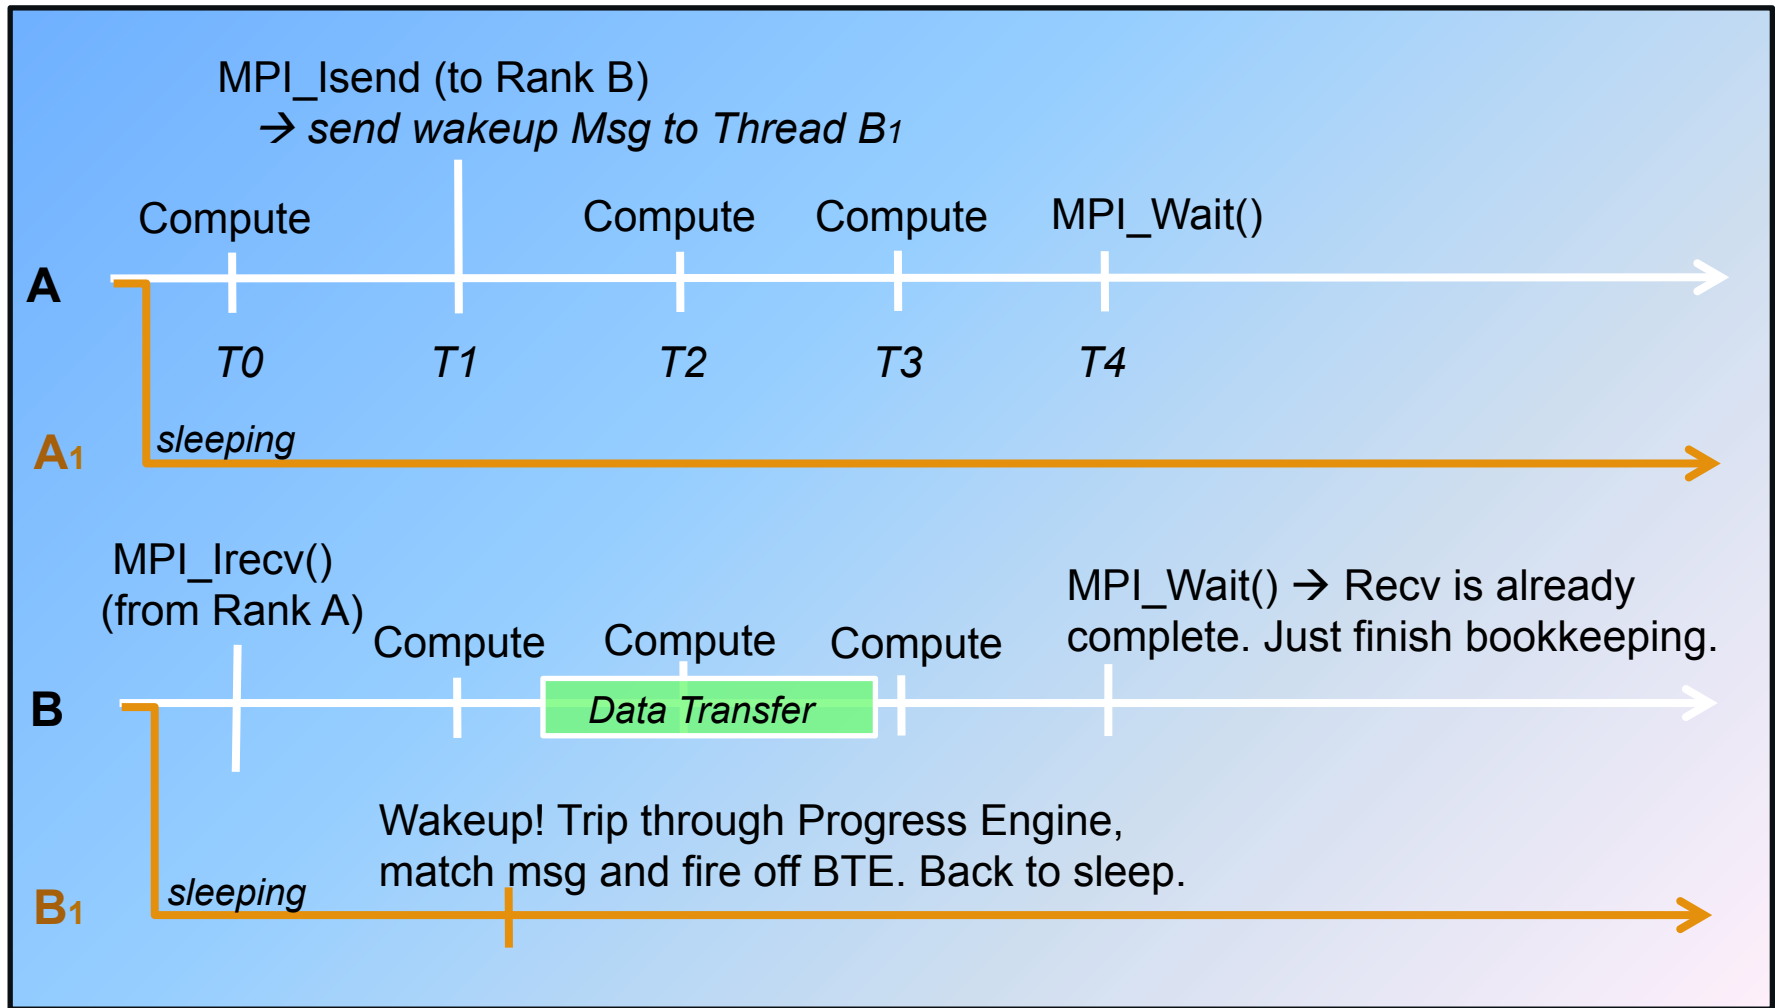 MPI_Isend (to Rank B)
→ send wakeup Msg to Thread B1
Compute
Compute
Compute
MPI_Wait()
A
T0
T1
T2
T3
T4
sleeping
A1
MPI_Irecv()
(from Rank A)
MPI_Wait() → Recv is already
complete. Just finish bookkeeping.
Compute
Compute
Compute
B
Data Transfer
Wakeup! Trip through Progress Engine,
match msg and fire off BTE. Back to sleep.
sleeping
B1